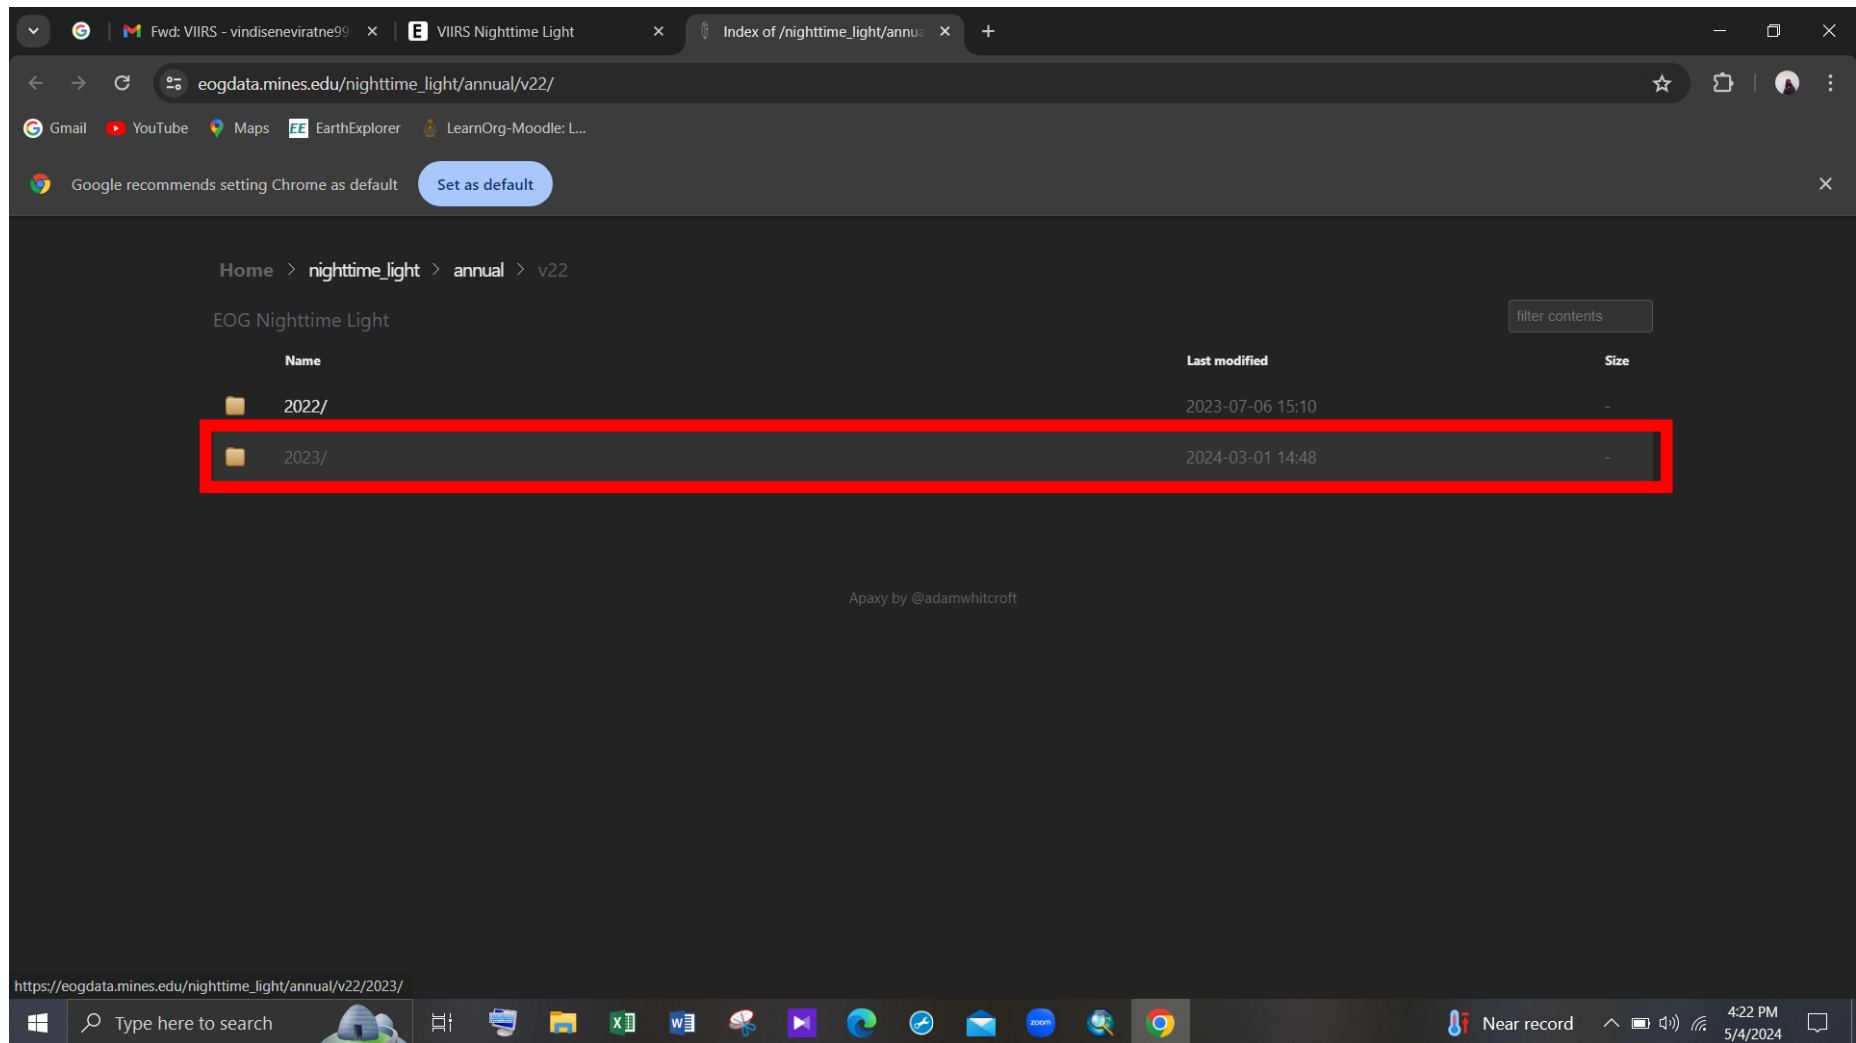 Fwd: VIIRS - vindiseneviratne99
VIIRS Nighttime Light
Index of /nighttime_light/annua
eogdata.mines.edu/nighttime_light/annual/v22/
Gmail
YouTube
Maps
EE EarthExplorer
LearnOrg-Moodle: L...
Google recommends setting Chrome as default
Set as default
Home > nighttime_light > annual > v22
EOG Nighttime Light
filter contents
Name Last modified Size
2022/ 2023-07-06 15:10 -
2023/ 2024-03-01 14:48 -
Apaxy by @adamwhitcroft
https://eogdata.mines.edu/nighttime_light/annual/v22/2023/
Type here to search
zoom
Near record
4:22 PM
5/4/2024